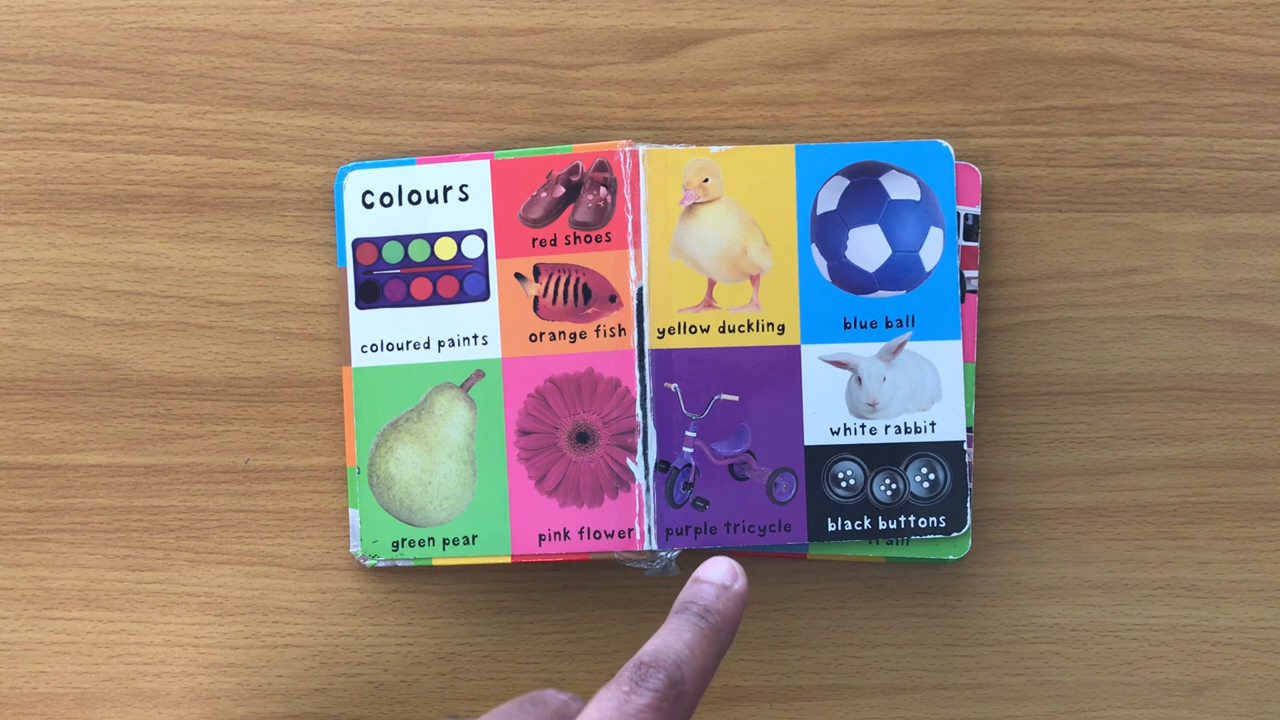 Colours
coloured paints
red shoes
orange fish
green pear
pink flower
yellow duckling
blue ball
purple tricycle
white rabbit
black buttons